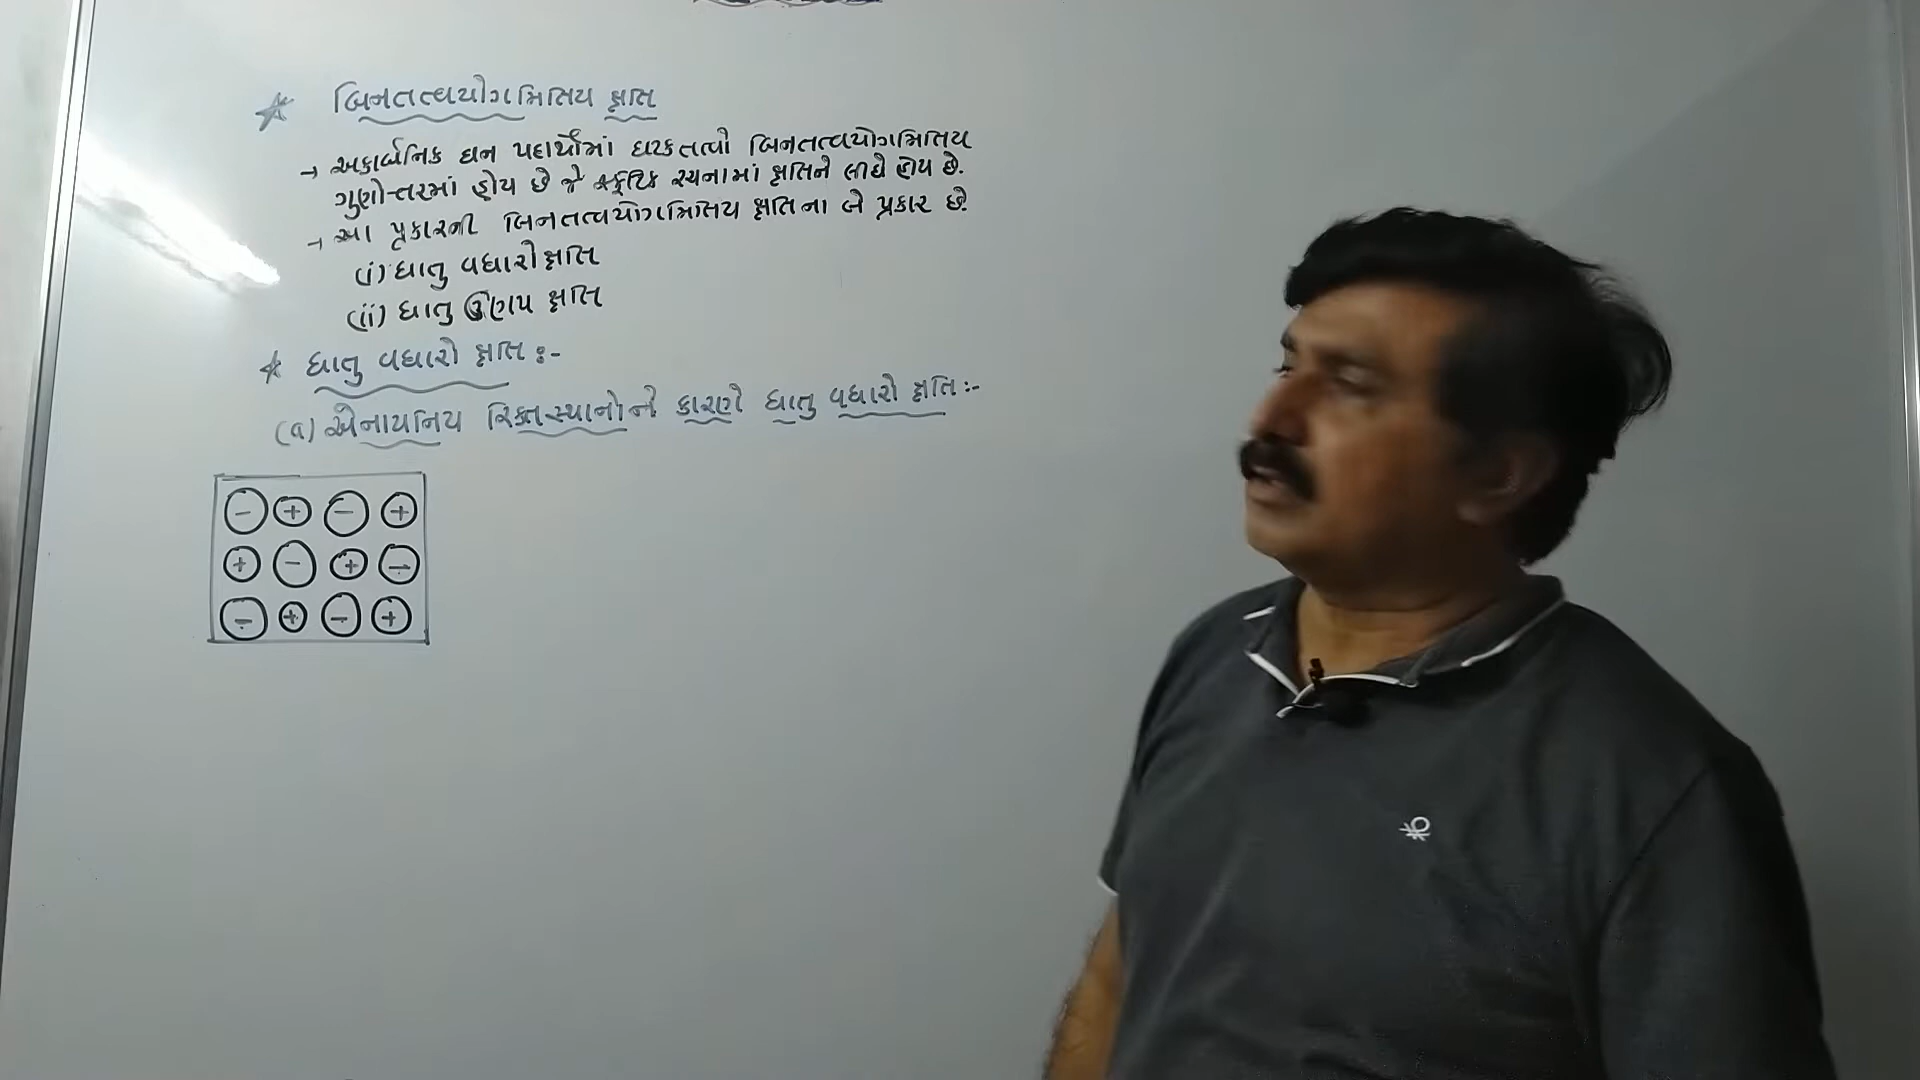 બિનતત્વયોગમિતિય ક્ષતિ
→ અકાર્બનિક ઘન પદાર્થોમાં ઘટકતત્વો બિનતત્વયોગમિતિય
ગુણોત્તરમાં હોય છે જે સ્ફટિક રચનામાં ક્ષતિને લીધે હોય છે.
→ આ પ્રકારની બિનતત્વયોગમિતિય ક્ષતિના બે પ્રકાર છે.
(i) ધાતુ વધારો ક્ષતિ
(ii) ધાતુ ઉણપ ક્ષતિ
* ધાતુ વધારો ક્ષતિ :-
(a) એનાયનિય રિક્તસ્થાનોને કારણે ધાતુ વધારો ક્ષતિ :-
- + - +
+ - + -
- + - +